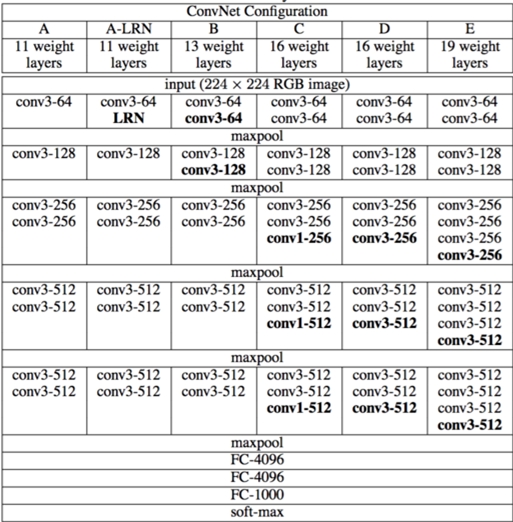 ConvNet Configuration
A A-LRN B C D E
11 weight 11 weight 13 weight 16 weight 16 weight 19 weight
layers layers layers layers layers layers
input (224 × 224 RGB image)
conv3-64 conv3-64 conv3-64 conv3-64 conv3-64 conv3-64
LRN conv3-64 conv3-64 conv3-64 conv3-64
maxpool
conv3-128 conv3-128 conv3-128 conv3-128 conv3-128 conv3-128
conv3-128 conv3-128 conv3-128 conv3-128
maxpool
conv3-256 conv3-256 conv3-256 conv3-256 conv3-256 conv3-256
conv3-256 conv3-256 conv3-256 conv3-256 conv3-256 conv3-256
conv1-256 conv3-256 conv3-256
conv3-256
maxpool
conv3-512 conv3-512 conv3-512 conv3-512 conv3-512 conv3-512
conv3-512 conv3-512 conv3-512 conv3-512 conv3-512 conv3-512
conv1-512 conv3-512 conv3-512
conv3-512
maxpool
conv3-512 conv3-512 conv3-512 conv3-512 conv3-512 conv3-512
conv3-512 conv3-512 conv3-512 conv3-512 conv3-512 conv3-512
conv1-512 conv3-512 conv3-512
conv3-512
maxpool
FC-4096
FC-4096
FC-1000
soft-max